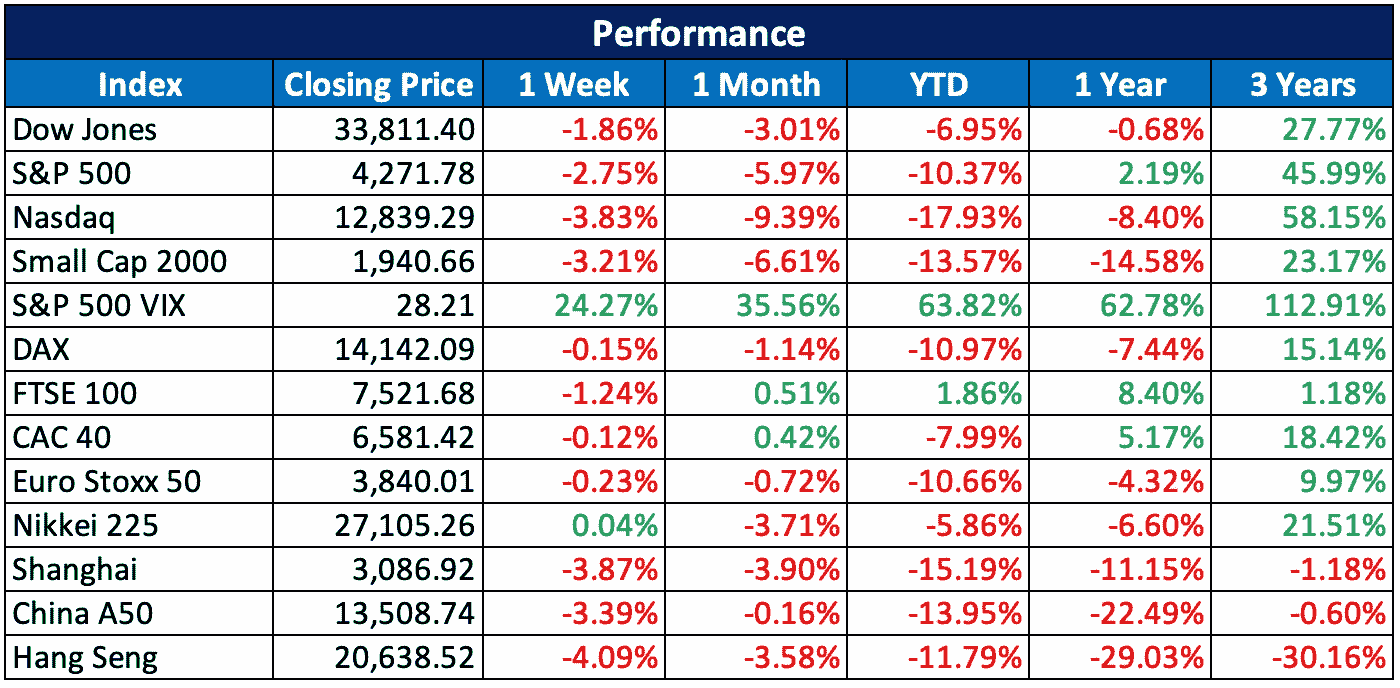 Performance
Index Closing Price 1 Week 1 Month YTD 1 Year 3 Years
Dow Jones 33,811.40 -1.86% -3.01% -6.95% -0.68% 27.77%
S&P 500 4,271.78 -2.75% -5.97% -10.37% 2.19% 45.99%
Nasdaq 12,839.29 -3.83% -9.39% -17.93% -8.40% 58.15%
Small Cap 2000 1,940.66 -3.21% -6.61% -13.57% -14.58% 23.17%
S&P 500 VIX 28.21 24.27% 35.56% 63.82% 62.78% 112.91%
DAX 14,142.09 -0.15% -1.14% -10.97% -7.44% 15.14%
FTSE 100 7,521.68 -1.24% 0.51% 1.86% 8.40% 1.18%
CAC 40 6,581.42 -0.12% 0.42% -7.99% 5.17% 18.42%
Euro Stoxx 50 3,840.01 -0.23% -0.72% -10.66% -4.32% 9.97%
Nikkei 225 27,105.26 0.04% -3.71% -5.86% -6.60% 21.51%
Shanghai 3,086.92 -3.87% -3.90% -15.19% -11.15% -1.18%
China A50 13,508.74 -3.39% -0.16% -13.95% -22.49% -0.60%
Hang Seng 20,638.52 -4.09% -3.58% -11.79% -29.03% -30.16%